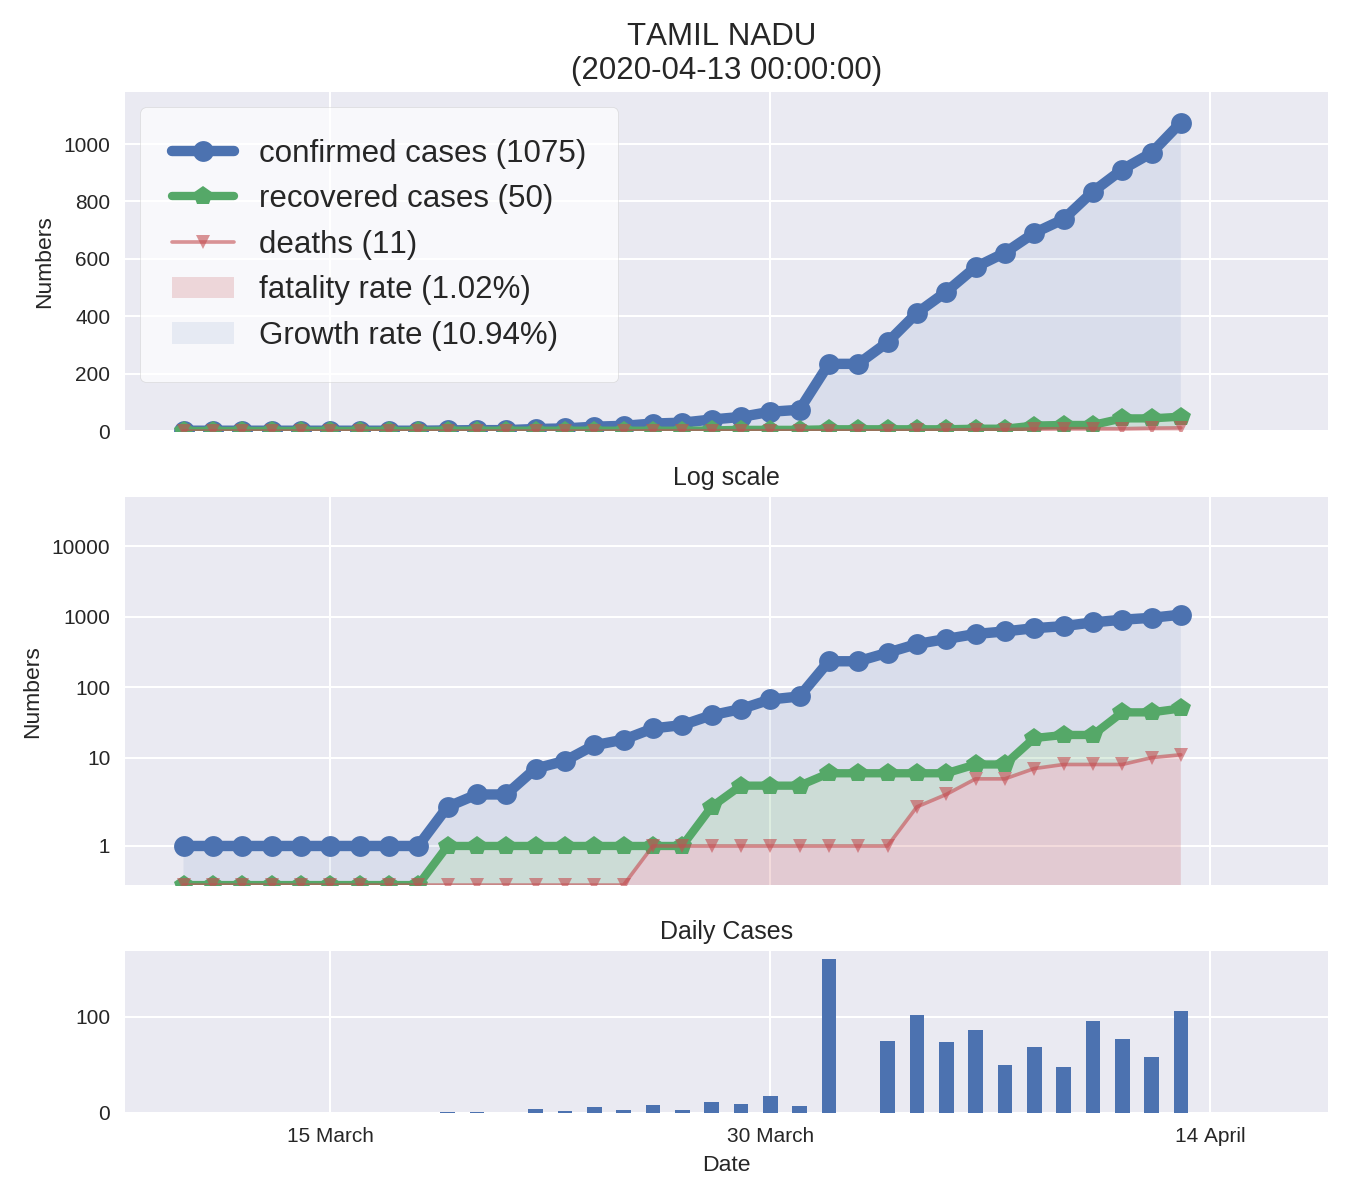 TAMIL NADU
(2020-04-13 00:00:00)
Numbers
1000
800
600
400
200
0
confirmed cases (1075)
recovered cases (50)
deaths (11)
fatality rate (1.02%)
Growth rate (10.94%)
Log scale
Numbers
10000
1000
100
10
1
Daily Cases
100
0
15 March
30 March
14 April
Date